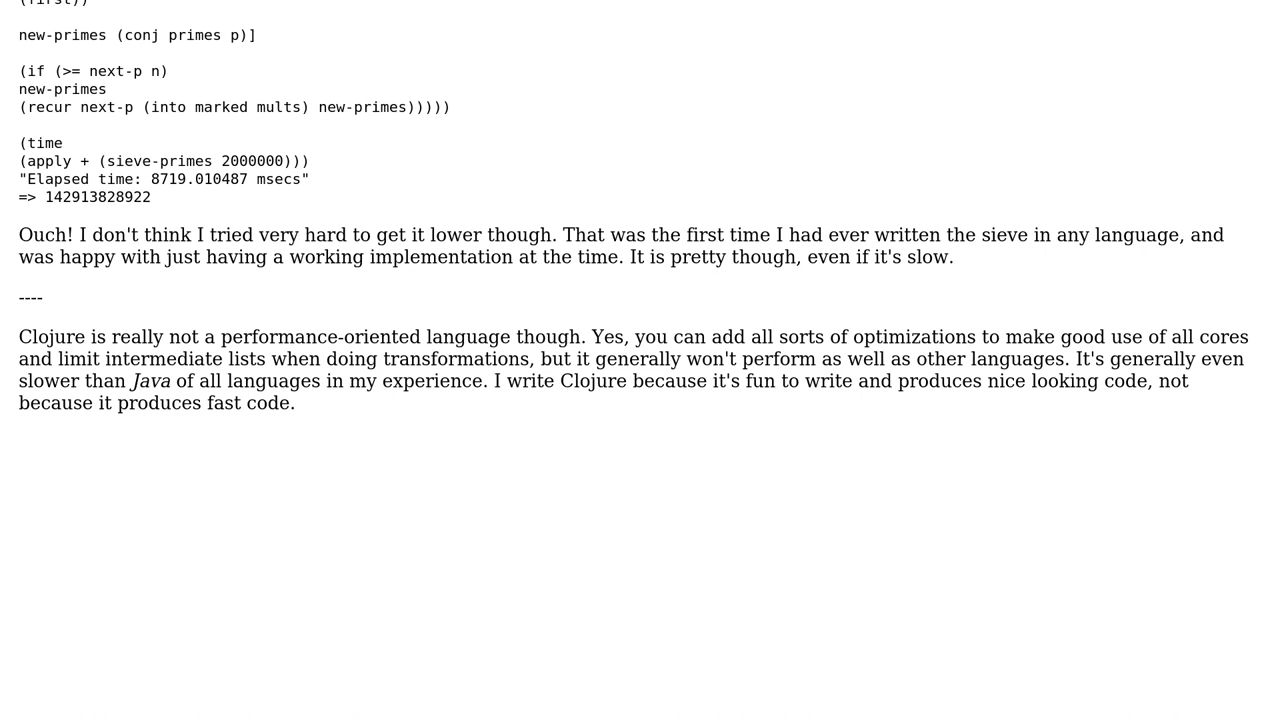 (first))
new-primes (conj primes p)]
(if (>= next-p n)
new-primes
(recur next-p (into marked mults) new-primes)))))
(time
(apply + (sieve-primes 2000000)))
"Elapsed time: 8719.010487 msecs"
=> 142913828922
Ouch! I don't think I tried very hard to get it lower though. That was the first time I had ever written the sieve in any language, and
was happy with just having a working implementation at the time. It is pretty though, even if it's slow.
----
Clojure is really not a performance-oriented language though. Yes, you can add all sorts of optimizations to make good use of all cores
and limit intermediate lists when doing transformations, but it generally won't perform as well as other languages. It's generally even
slower than Java of all languages in my experience. I write Clojure because it's fun to write and produces nice looking code, not
because it produces fast code.